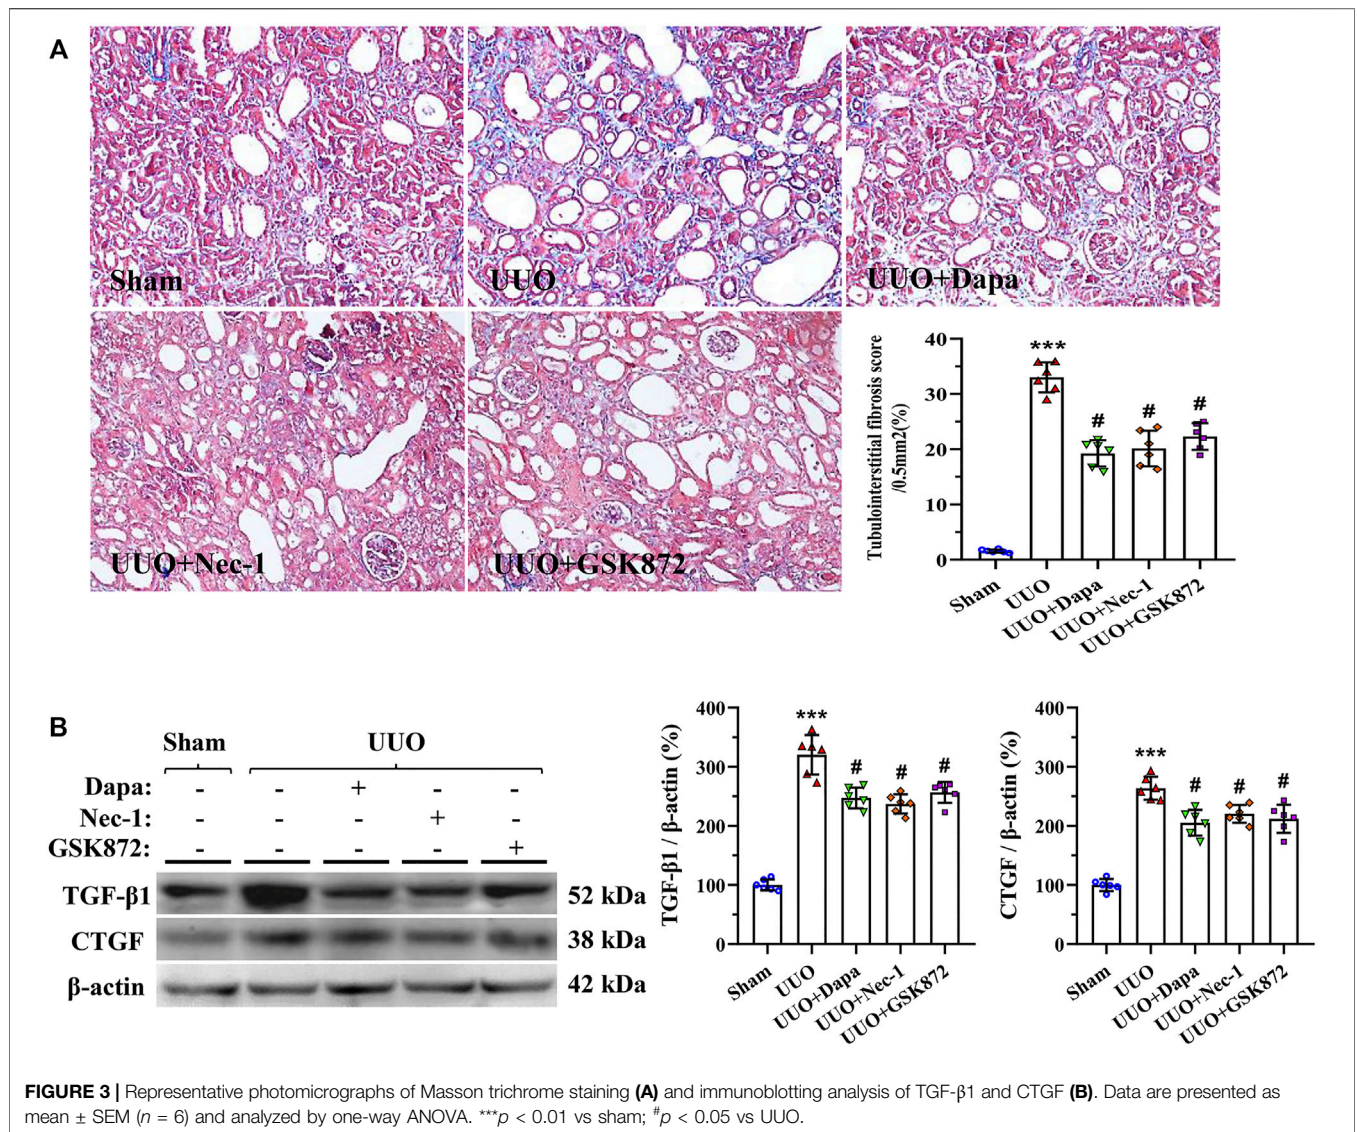 A
Sham
UUO
UUO+Dapa
UUO+Nec-1
UUO+GSK872
Tubulointerstitial fibrosis score
/0.5mm2(%)
40
30
20
10
0
***
#
#
#
Sham
UUO
UUO+Dapa
UUO+Nec-1
UUO+GSK872
B
Sham UUO
Dapa: - - + - -
Nec-1: - - - + -
GSK872: - - - - +
TGF-β1 52 kDa
CTGF 38 kDa
β-actin 42 kDa
TGF-β1 / β-actin (%)
400
300
200
100
0
***
#
#
#
Sham
UUO
UUO+Dapa
UUO+Nec-1
UUO+GSK872
CTGF / β-actin (%)
400
300
200
100
0
***
#
#
#
Sham
UUO
UUO+Dapa
UUO+Nec-1
UUO+GSK872
FIGURE 3 | Representative photomicrographs of Masson trichrome staining (A) and immunoblotting analysis of TGF-β1 and CTGF (B). Data are presented as
mean ± SEM (n = 6) and analyzed by one-way ANOVA. ***p < 0.01 vs sham; #p < 0.05 vs UUO.